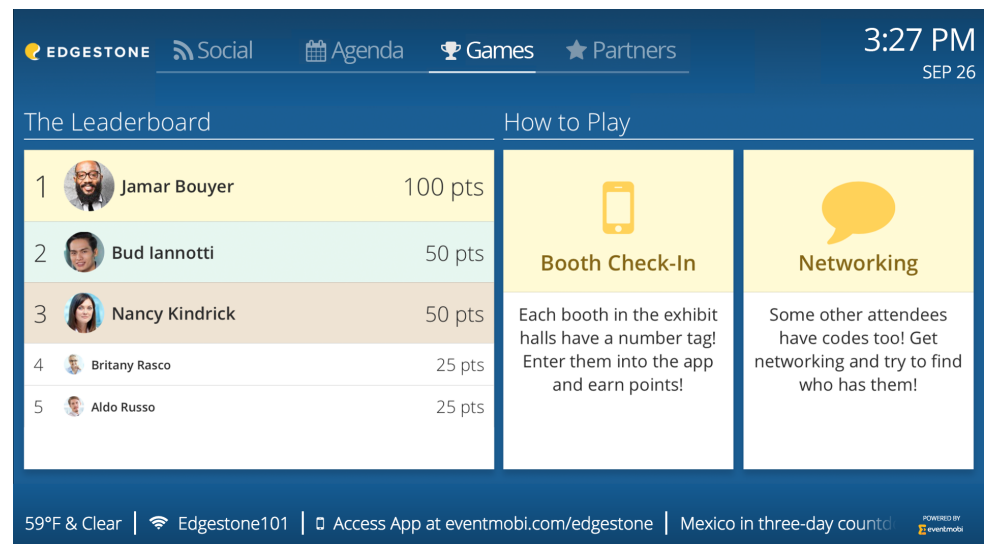 EDGESTONE Social Agenda Games Partners
3:27 PM
SEP 26
The Leaderboard
1 Jamar Bouyer 100 pts
2 Bud Iannotti 50 pts
3 Nancy Kindrick 50 pts
4 Britany Rasco 25 pts
5 Aldo Russo 25 pts
How to Play
Booth Check-In
Each booth in the exhibit
halls have a number tag!
Enter them into the app
and earn points!
Networking
Some other attendees
have codes too! Get
networking and try to find
who has them!
59°F & Clear | Edgestone101 | Access App at eventmobi.com/edgestone | Mexico in three-day countd
POWERED BY
eventmobi